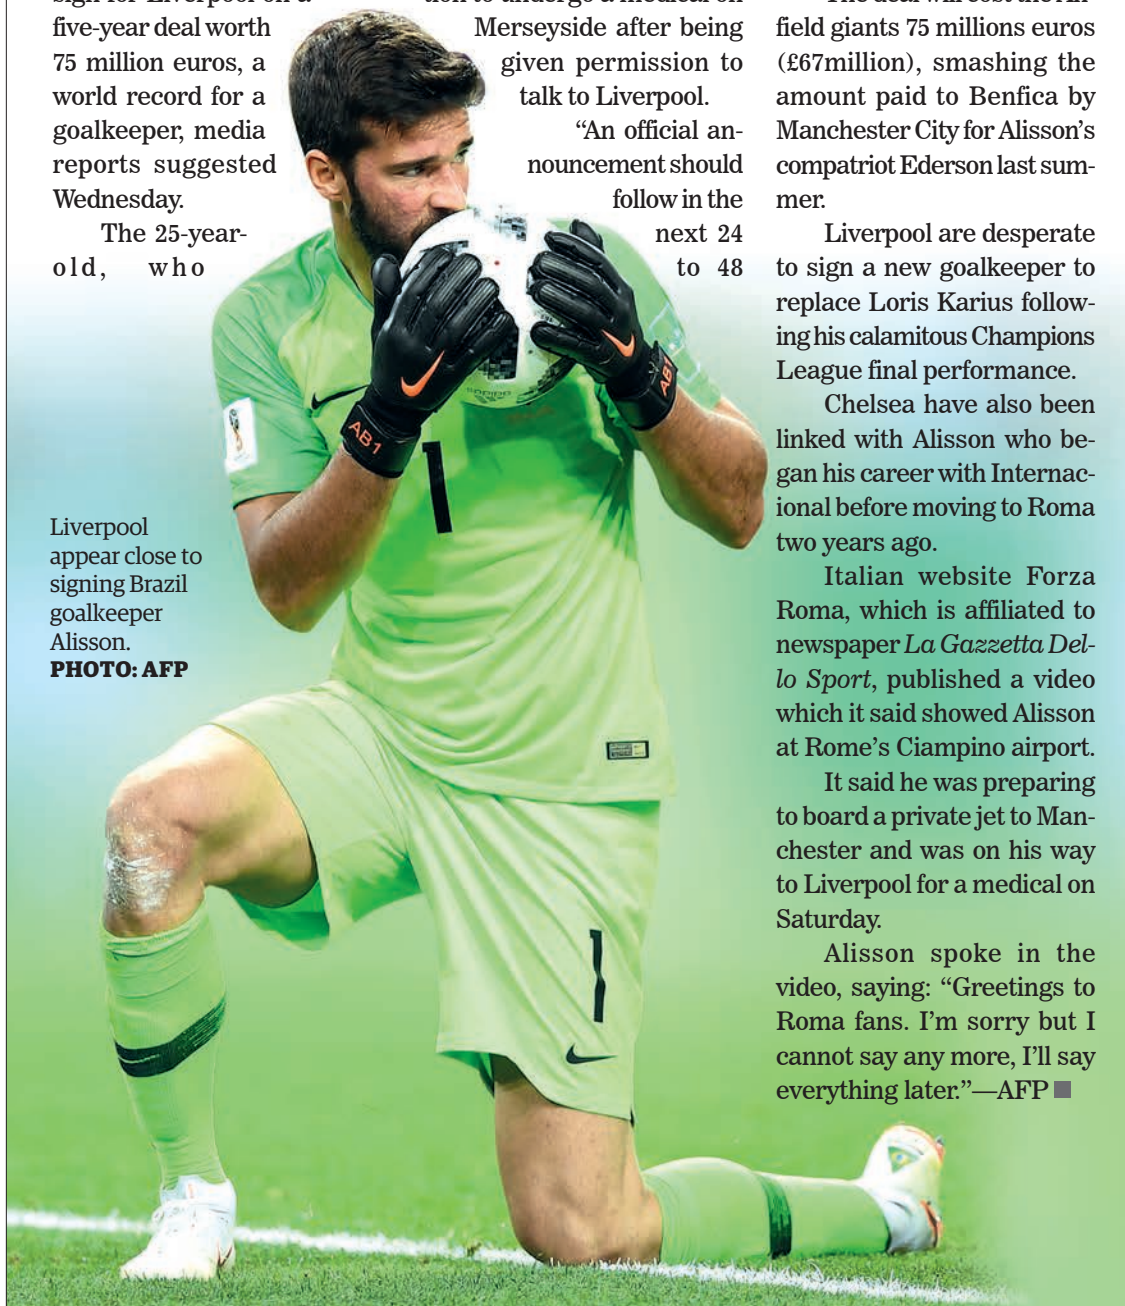 five-year deal worth
75 million euros, a
world record for a
goalkeeper, media
reports suggested
Wednesday.
The 25-year-
old, who
Merseyside after being
given permission to
talk to Liverpool.
“An official an-
nouncement should
follow in the
next 24
to 48
field giants 75 millions euros
(£67million), smashing the
amount paid to Benfica by
Manchester City for Alisson’s
compatriot Ederson last sum-
mer.
Liverpool are desperate
to sign a new goalkeeper to
replace Loris Karius follow-
ing his calamitous Champions
League final performance.
Chelsea have also been
linked with Alisson who be-
gan his career with Internac-
ional before moving to Roma
two years ago.
Italian website Forza
Roma, which is affiliated to
newspaper La Gazzetta Del-
lo Sport, published a video
which it said showed Alisson
at Rome’s Ciampino airport.
It said he was preparing
to board a private jet to Man-
chester and was on his way
to Liverpool for a medical on
Saturday.
Alisson spoke in the
video, saying: “Greetings to
Roma fans. I’m sorry but I
cannot say any more, I’ll say
everything later.”—AFP
Liverpool
appear close to
signing Brazil
goalkeeper
Alisson.
PHOTO: AFP
AB1
AB1
1
1